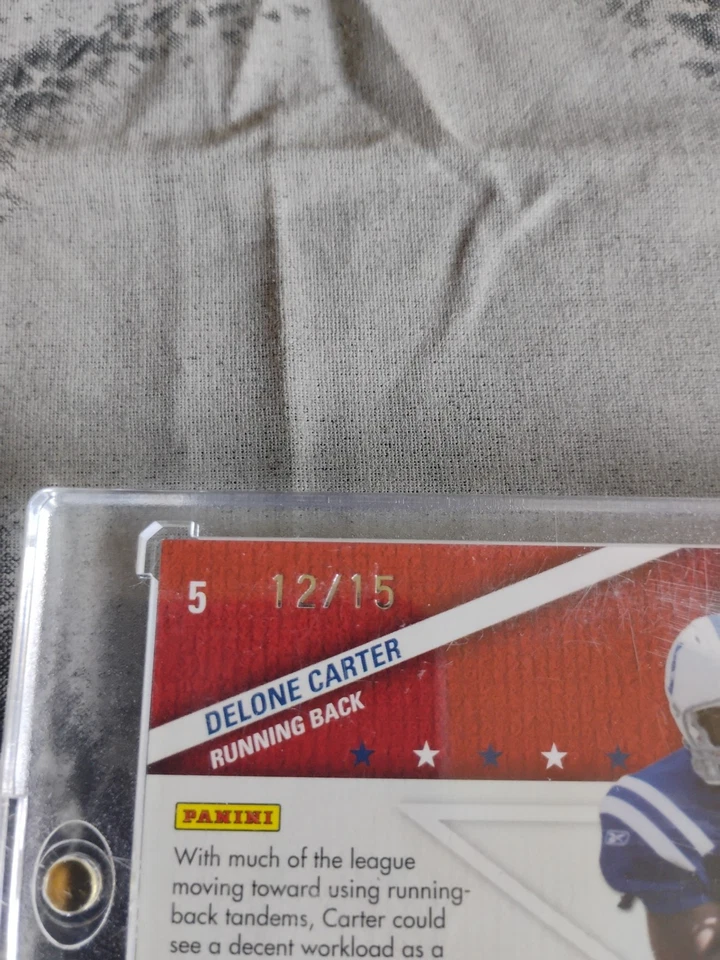 5 12/15
DELONE CARTER
RUNNING BACK
PANINI
With much of the league
moving toward using running-
back tandems, Carter could
see a decent workload as a